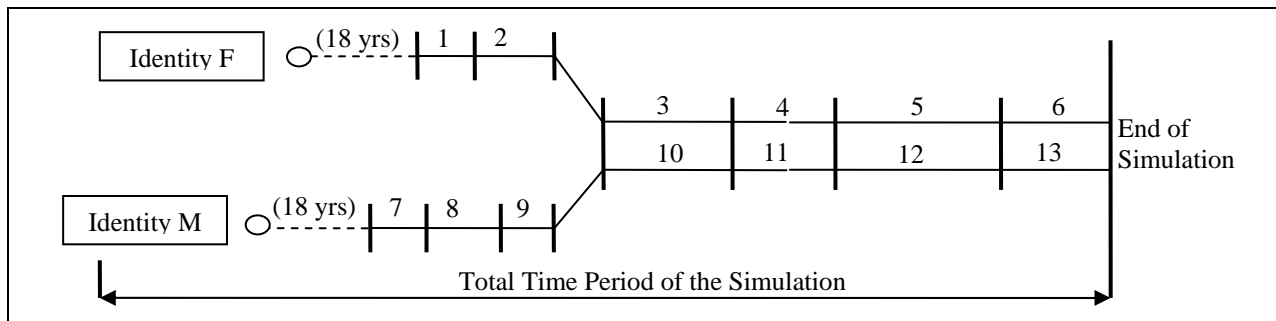 Identity F
(18 yrs)
1
2
3
4
5
6
End of
Simulation
10
11
12
13
Identity M
(18 yrs)
7
8
9
Total Time Period of the Simulation